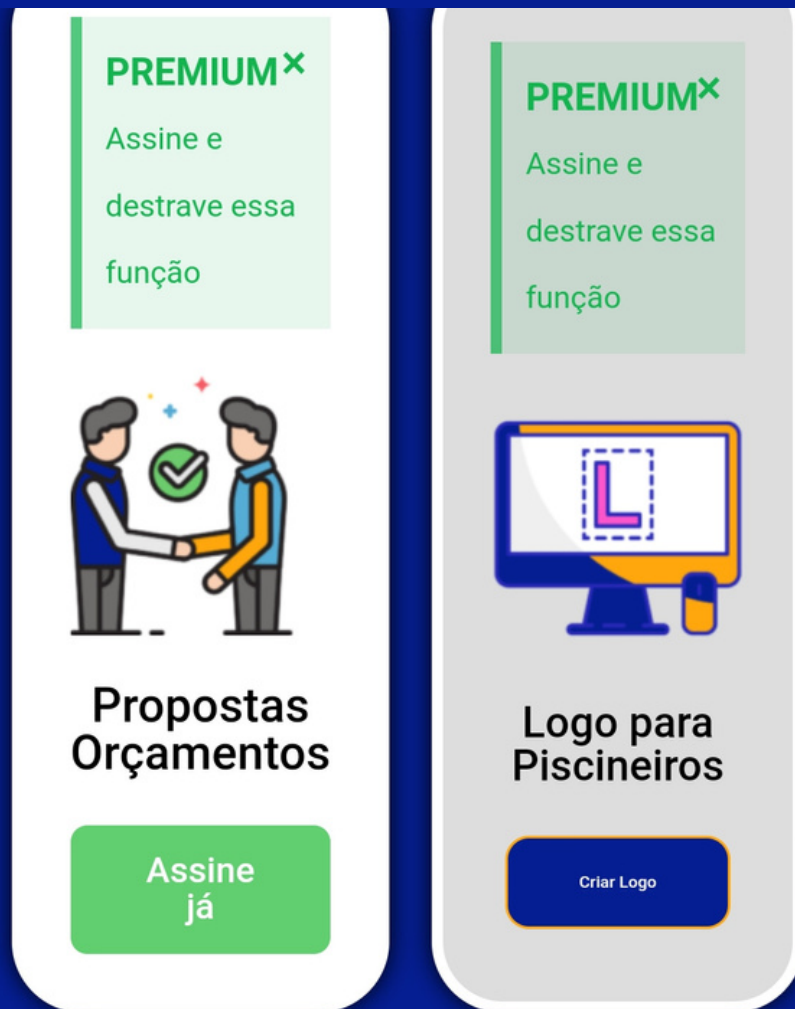 PREMIUM×
Assine e
destrave essa
função
Propostas
Orçamentos
Assine
já
PREMIUM×
Assine e
destrave essa
função
L
Logo para
Piscineiros
Criar Logo